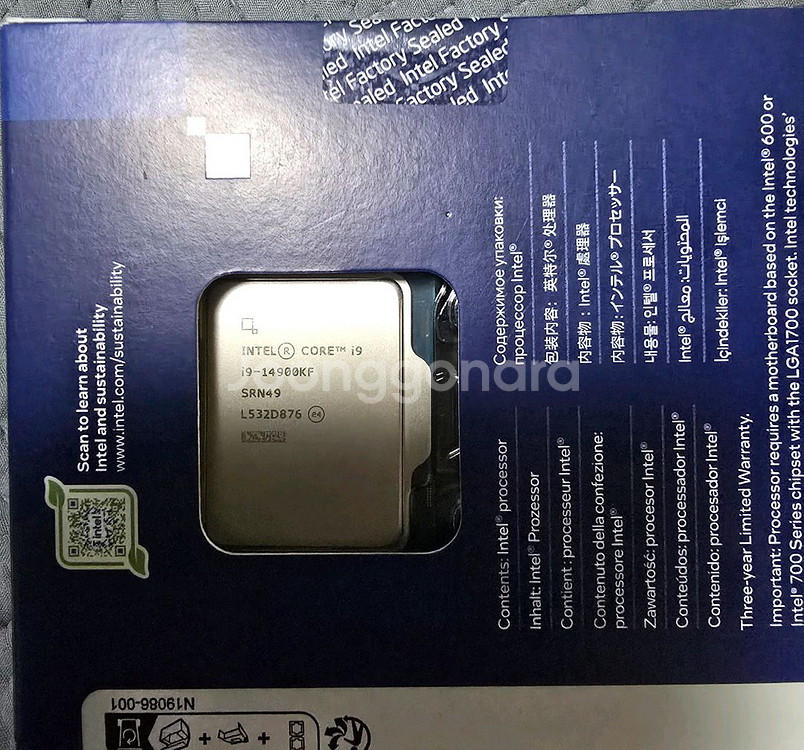 Intel Factory Sealed
Scan to learn about
Intel and sustainability
www.intel.com/sustainability
intel
INTEL® CORE™ i9
i9-14900KF
SRN49
L532D876 e4
Joonggonara
Содержимое упаковки:
процессор Intel®
包装内容: 英特尔® 处理器
內容物: Intel® 處理器
内容物: インテル® プロセッサー
내용물: 인텔® 프로세서
المحتويات: معالج Intel®
İçindekiler: Intel® İşlemci
Contents: Intel® processor
Inhalt: Intel® Prozessor
Contient : processeur Intel®
Contenuto della confezione:
processore Intel®
Zawartość: procesor Intel®
Conteúdos: processador Intel®
Contenido: procesador Intel®
Three-year Limited Warranty.
Important: Processor requires a motherboard based on the Intel® 600 or
Intel® 700 Series chipset with the LGA1700 socket. Intel technologies'
N19086-001